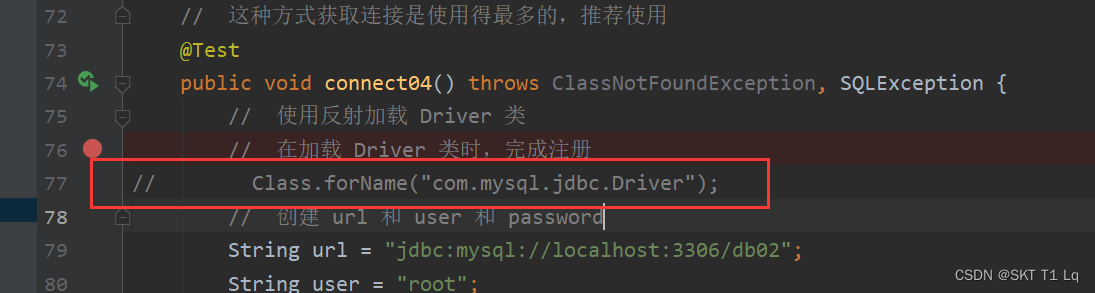 72 // 这种方式获取连接是使用得最多的，推荐使用
73 @Test
74 public void connect04() throws ClassNotFoundException, SQLException {
75 // 使用反射加载 Driver 类
76 // 在加载 Driver 类时，完成注册
77 // Class.forName("com.mysql.jdbc.Driver");
78 // 创建 url 和 user 和 password
79 String url = "jdbc:mysql://localhost:3306/db02";
80 String user = "root";
CSDN @SKT T1 Lq